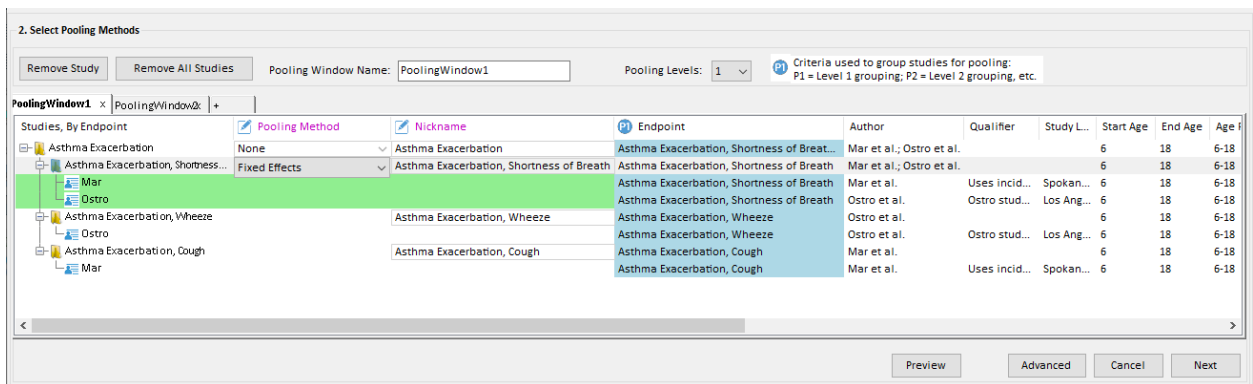 2. Select Pooling Methods
Remove Study Remove All Studies Pooling Window Name: PoolingWindow1 Pooling Levels: 1 P1 Criteria used to group studies for pooling:
P1 = Level 1 grouping; P2 = Level 2 grouping, etc.
PoolingWindow1 x PoolingWindow2x +
Studies, By Endpoint Pooling Method Nickname P1 Endpoint Author Qualifier Study L... Start Age End Age Age
Asthma Exacerbation None Asthma Exacerbation Asthma Exacerbation, Shortness of Breat... Mar et al.; Ostro et al. 6 18 6-18
Asthma Exacerbation, Shortness... Fixed Effects Asthma Exacerbation, Shortness of Breath Asthma Exacerbation, Shortness of Breath Mar et al.; Ostro et al. 6 18 6-18
Mar Asthma Exacerbation, Shortness of Breath Mar et al. Uses incid... Spokan... 6 18 6-18
Ostro Asthma Exacerbation, Shortness of Breath Ostro et al. Ostro stud... Los Ang... 6 18 6-18
Asthma Exacerbation, Wheeze Asthma Exacerbation, Wheeze Asthma Exacerbation, Wheeze Ostro et al. 6 18 6-18
Ostro Asthma Exacerbation, Wheeze Ostro et al. Ostro stud... Los Ang... 6 18 6-18
Asthma Exacerbation, Cough Asthma Exacerbation, Cough Asthma Exacerbation, Cough Mar et al. 6 18 6-18
Mar Asthma Exacerbation, Cough Mar et al. Uses incid... Spokan... 6 18 6-18
Preview Advanced Cancel Next